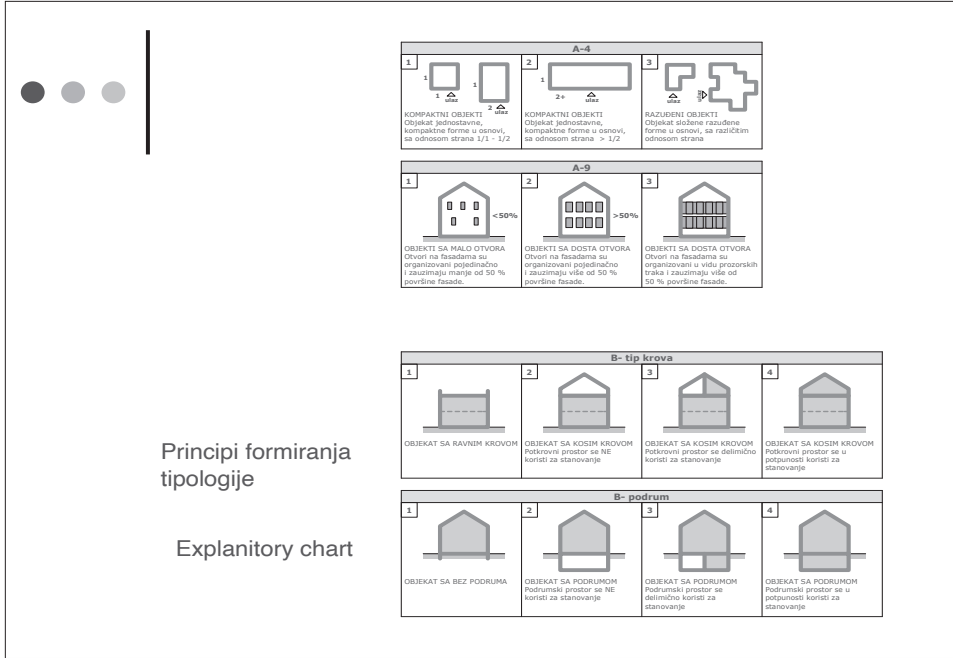 A-4
1
1
1
ulaz
1
2
ulaz
KOMPAKTNI OBJEKTI
Objekat jednostavne,
kompaktne forme u osnovi,
sa odnosom strana 1/1 - 1/2
2
1
2+
ulaz
KOMPAKTNI OBJEKTI
Objekat jednostavne,
kompaktne forme u osnovi,
sa odnosom strana > 1/2
3
ulaz
ulaz
RAZUĐENI OBJEKTI
Objekat složene razuđene
forme u osnovi, sa različitim
odnosom strana
A-9
1
<50%
OBJEKTI SA MALO OTVORA
Otvori na fasadama su
organizovani pojedinačno
i zauzimaju manje od 50 %
površine fasade.
2
>50%
OBJEKTI SA DOSTA OTVORA
Otvori na fasadama su
organizovani pojedinačno
i zauzimaju više od 50 %
površine fasade.
3
OBJEKTI SA DOSTA OTVORA
Otvori na fasadama su
organizovani u vidu prozorskih
traka i zauzimaju više od
50 % površine fasade.
B- tip krova
1
OBJEKAT SA RAVNIM KROVOM
2
OBJEKAT SA KOSIM KROVOM
Potkrovni prostor se NE
koristi za stanovanje
3
OBJEKAT SA KOSIM KROVOM
Potkrovni prostor se delimično
koristi za stanovanje
4
OBJEKAT SA KOSIM KROVOM
Potkrovni prostor se u
potpunosti koristi za
stanovanje
Principi formiranja
tipologije
Explanitory chart
B- podrum
1
OBJEKAT SA BEZ PODRUMA
2
OBJEKAT SA PODRUMOM
Podrumski prostor se NE
koristi za stanovanje
3
OBJEKAT SA PODRUMOM
Podrumski prostor se
delimično koristi za
stanovanje
4
OBJEKAT SA PODRUMOM
Podrumski prostor se u
potpunosti koristi za
stanovanje